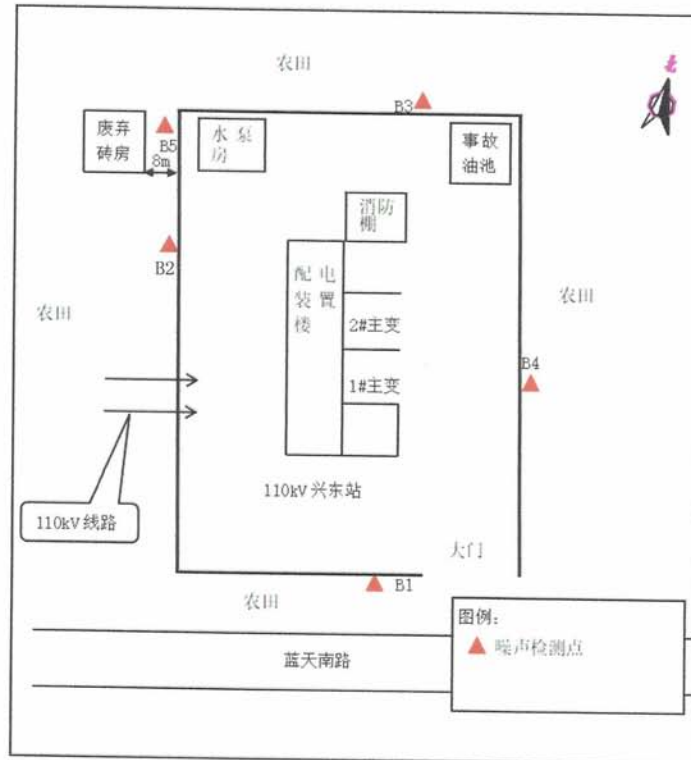 农田
北
B3
废弃
砖房
B5
8m
水泵
房
事故
油池
消防
棚
B2
配电
装置
楼
农田
农田
2#主变
B4
1#主变
110kV兴东站
110kV线路
大门
B1
农田
图例：
噪声检测点
蓝天南路